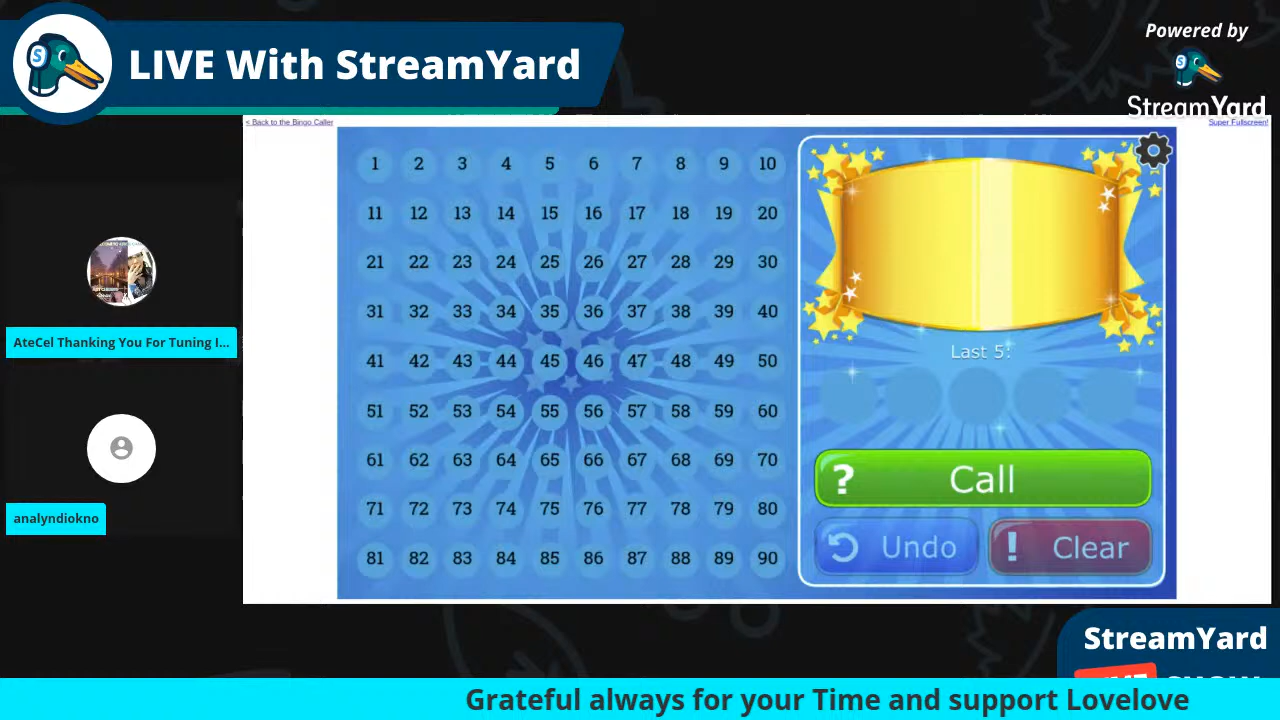 LIVE With StreamYard
Powered by
StreamYard
< Back to the Bingo Caller
Super Fullscreen!
1 2 3 4 5 6 7 8 9 10
11 12 13 14 15 16 17 18 19 20
21 22 23 24 25 26 27 28 29 30
31 32 33 34 35 36 37 38 39 40
41 42 43 44 45 46 47 48 49 50
51 52 53 54 55 56 57 58 59 60
61 62 63 64 65 66 67 68 69 70
71 72 73 74 75 76 77 78 79 80
81 82 83 84 85 86 87 88 89 90
Last 5:
? Call
Undo
! Clear
AteCel Thanking You For Tuning I...
analyndiokno
StreamYard
Grateful always for your Time and support Lovelove